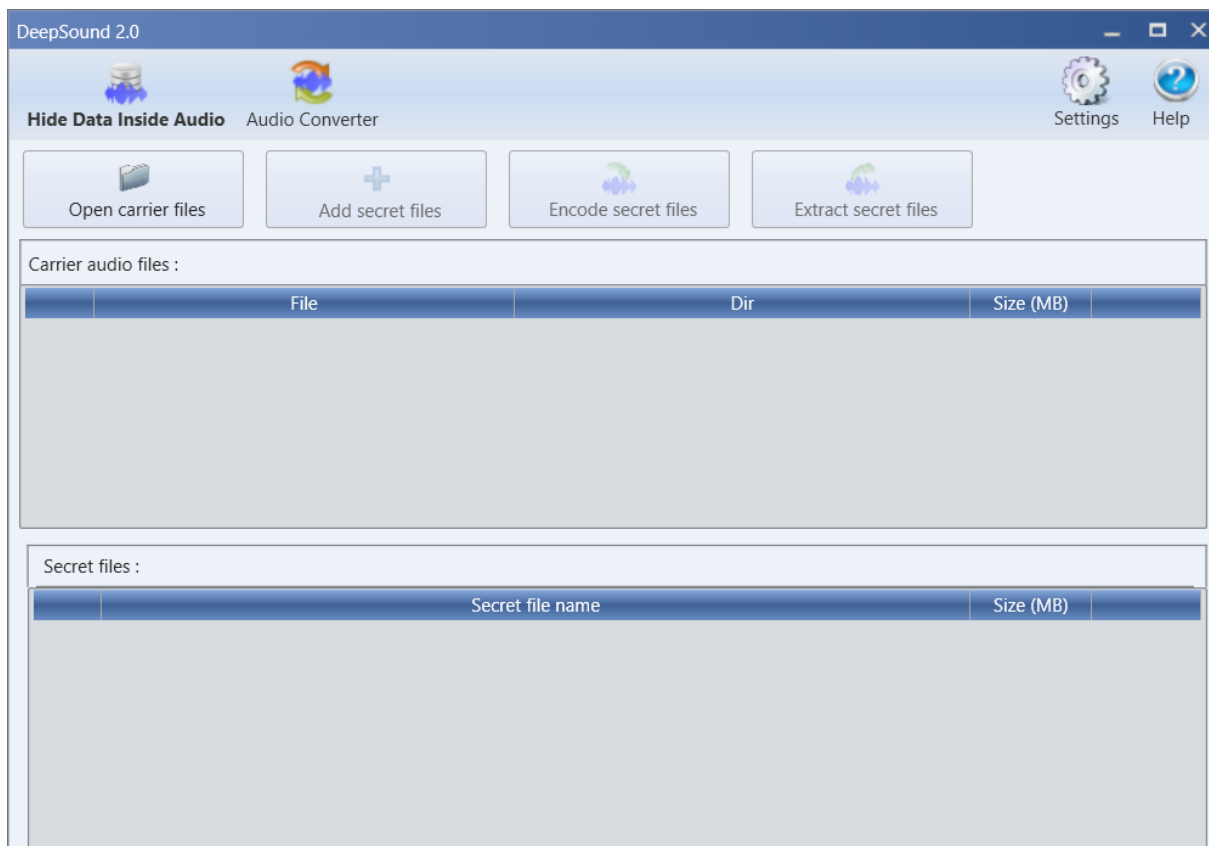 DeepSound 2.0
Hide Data Inside Audio Audio Converter Settings Help
Open carrier files Add secret files Encode secret files Extract secret files
Carrier audio files :
File Dir Size (MB)
Secret files :
Secret file name Size (MB)